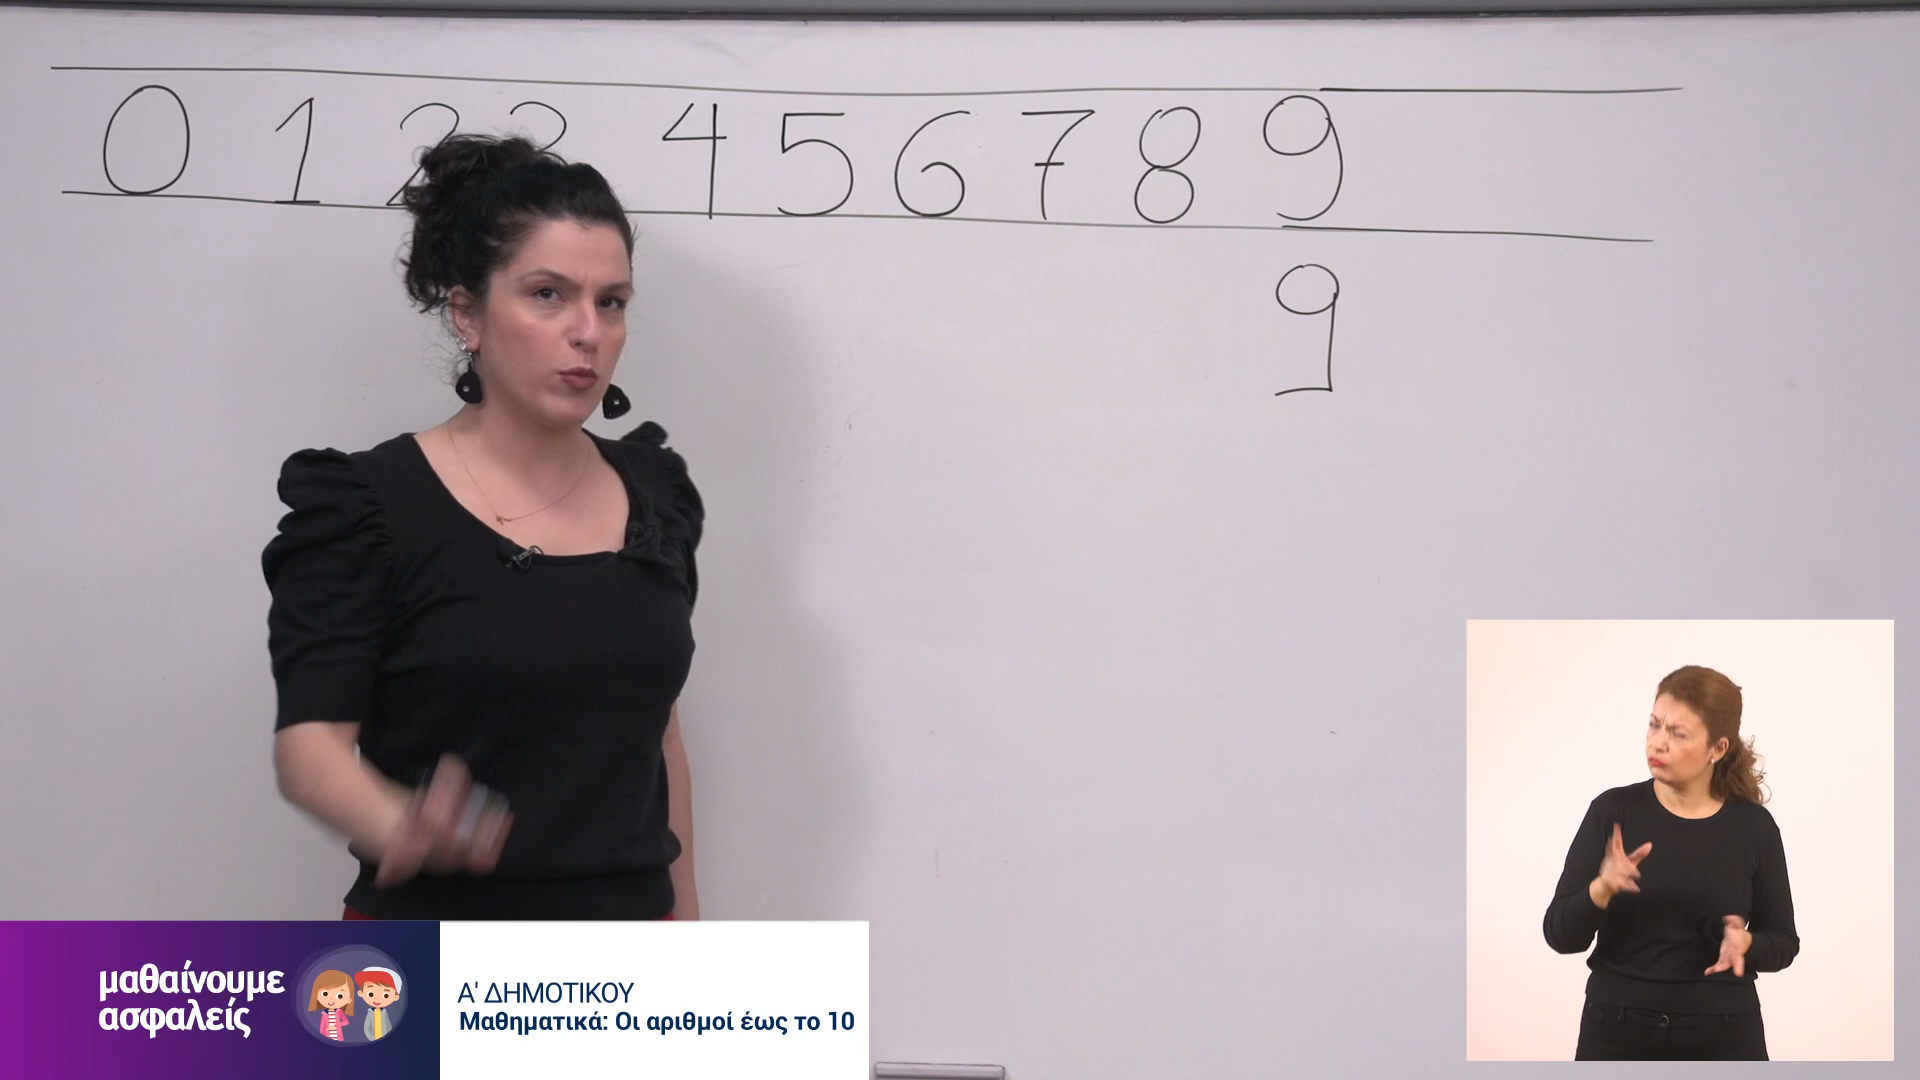 0 1 2 3 4 5 6 7 8 9
9
μαθαίνουμε
ασφαλείς
Α' ΔΗΜΟΤΙΚΟΥ
Μαθηματικά: Οι αριθμοί έως το 10